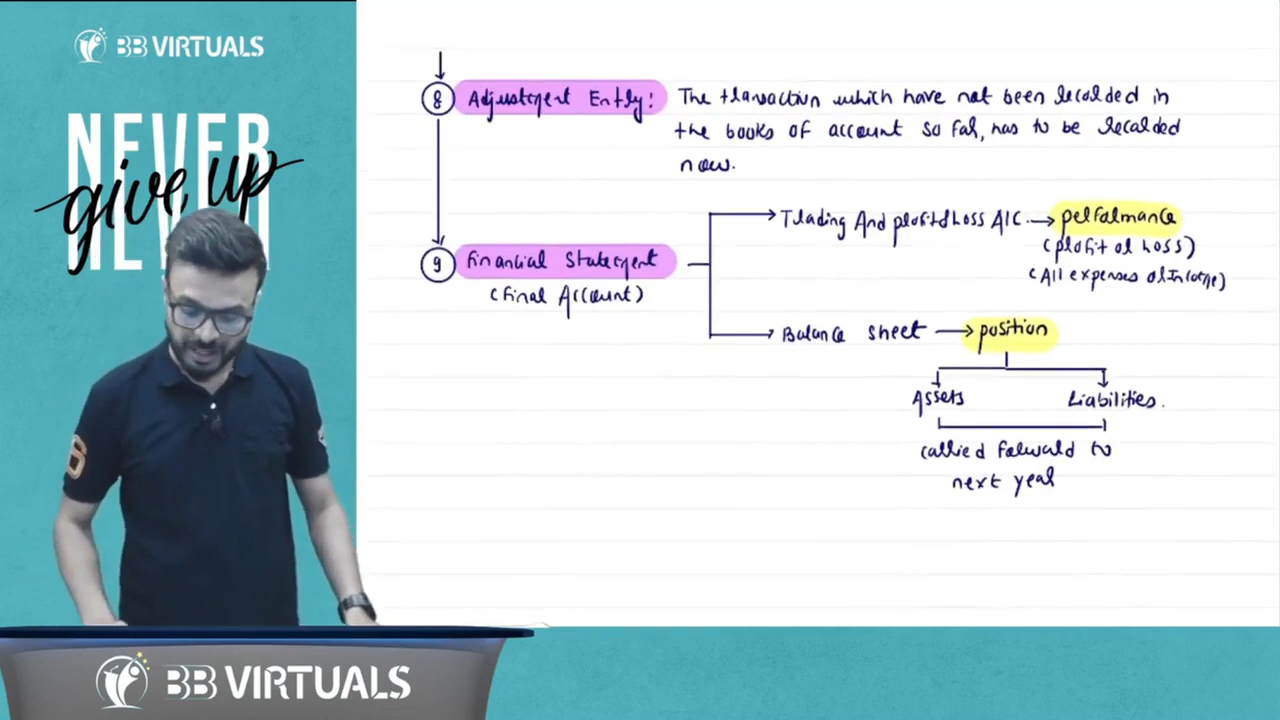 BB VIRTUALS
NEVER
give up
NEVER
8 Adjustment Entry: The transaction which have not been recorded in
the books of account so far, has to be recorded
now.
Trading And profit & Loss A/C. → performance
(profit or Loss)
(All expenses or Income)
9 Financial Statement
(Final Account)
Balance sheet → position
Assets Liabilities.
carried forward to
next year
B
BB VIRTUALS